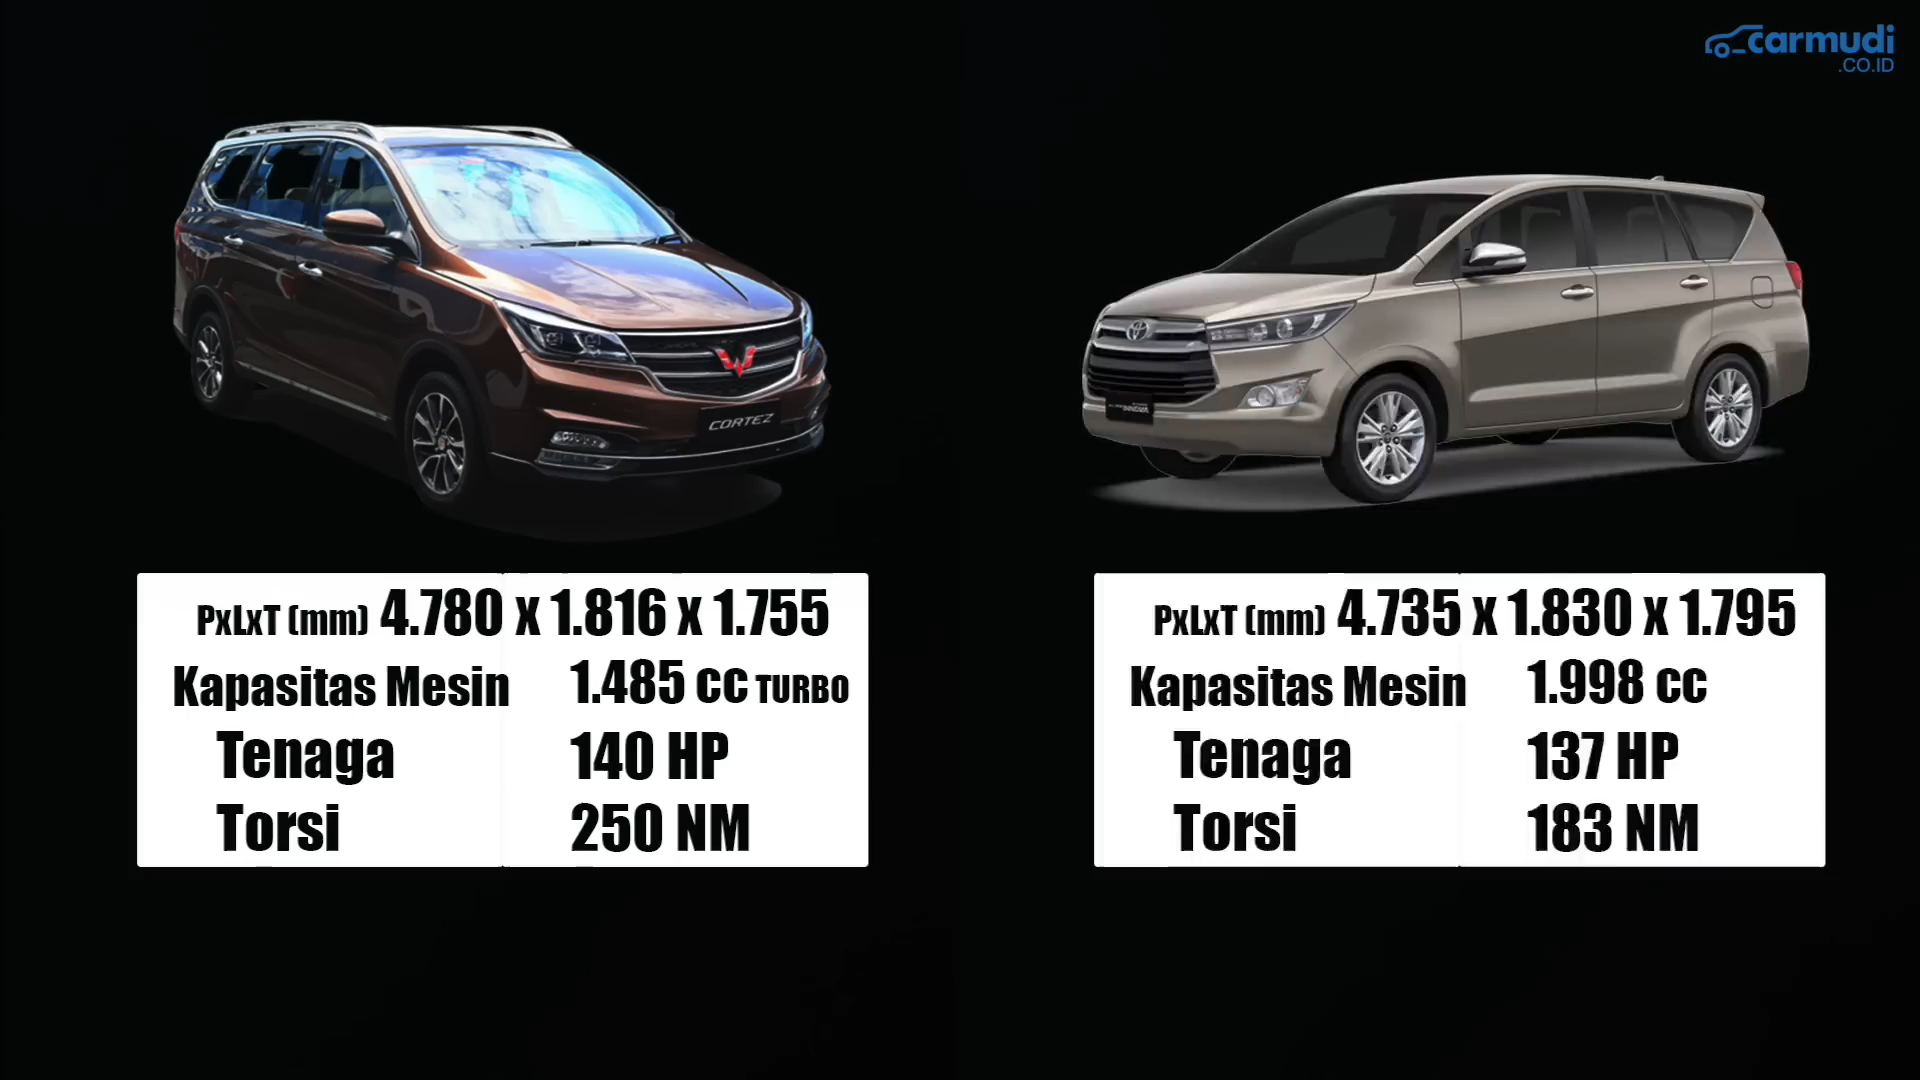 carmudi
.CO.ID
CORTEZ
INNOVA
PxLxT (mm) 4.780 x 1.816 x 1.755
Kapasitas Mesin 1.485 CC TURBO
Tenaga 140 HP
Torsi 250 NM
PxLxT (mm) 4.735 x 1.830 x 1.795
Kapasitas Mesin 1.998 CC
Tenaga 137 HP
Torsi 183 NM